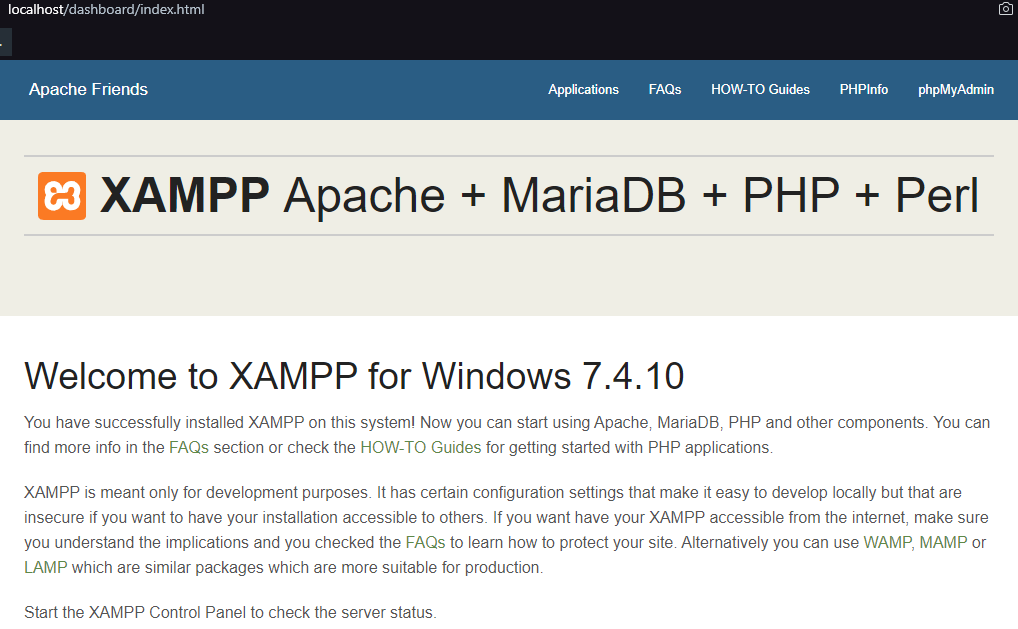 localhost/dashboard/index.html
Apache Friends
Applications FAQs HOW-TO Guides PHPInfo phpMyAdmin
XAMPP Apache + MariaDB + PHP + Perl
Welcome to XAMPP for Windows 7.4.10
You have successfully installed XAMPP on this system! Now you can start using Apache, MariaDB, PHP and other components. You can
find more info in the FAQs section or check the HOW-TO Guides for getting started with PHP applications.
XAMPP is meant only for development purposes. It has certain configuration settings that make it easy to develop locally but that are
insecure if you want to have your installation accessible to others. If you want have your XAMPP accessible from the internet, make sure
you understand the implications and you checked the FAQs to learn how to protect your site. Alternatively you can use WAMP, MAMP or
LAMP which are similar packages which are more suitable for production.
Start the XAMPP Control Panel to check the server status.